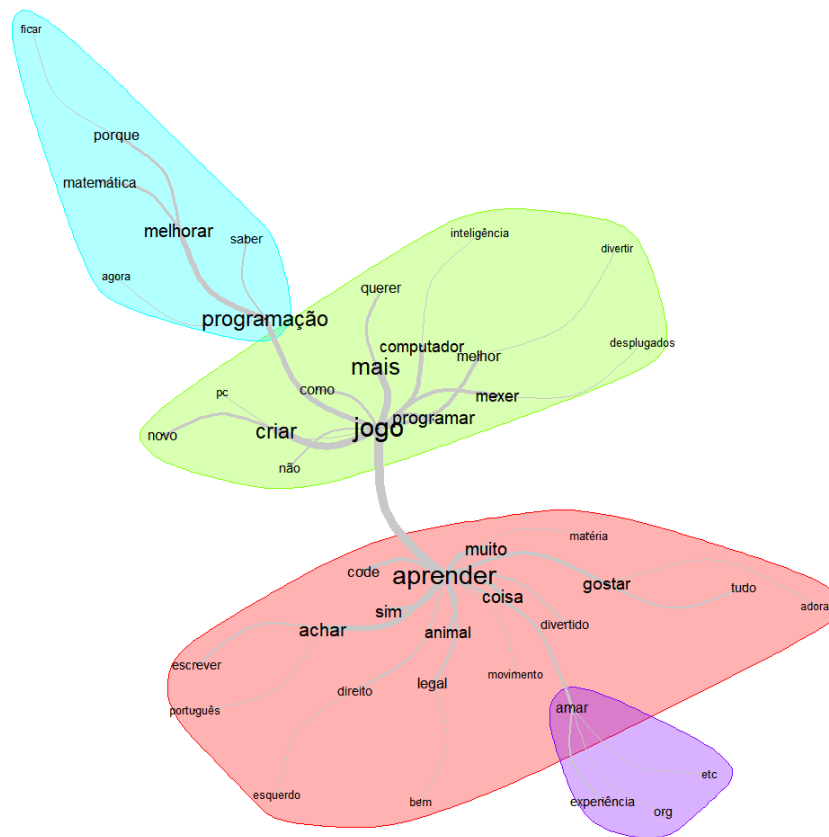 ficar
porque
matemática
melhorar
saber
agora
programação
inteligência
divertir
querer
computador
melhor
desplugados
mais
pc
como
mexer
programar
novo
criar
jogo
não
matéria
muito
code
aprender
gostar
tudo
coisa
adora
sim
achar
animal
divertido
escrever
movimento
direito
legal
português
amar
etc
esquerdo
bem
experiência
org